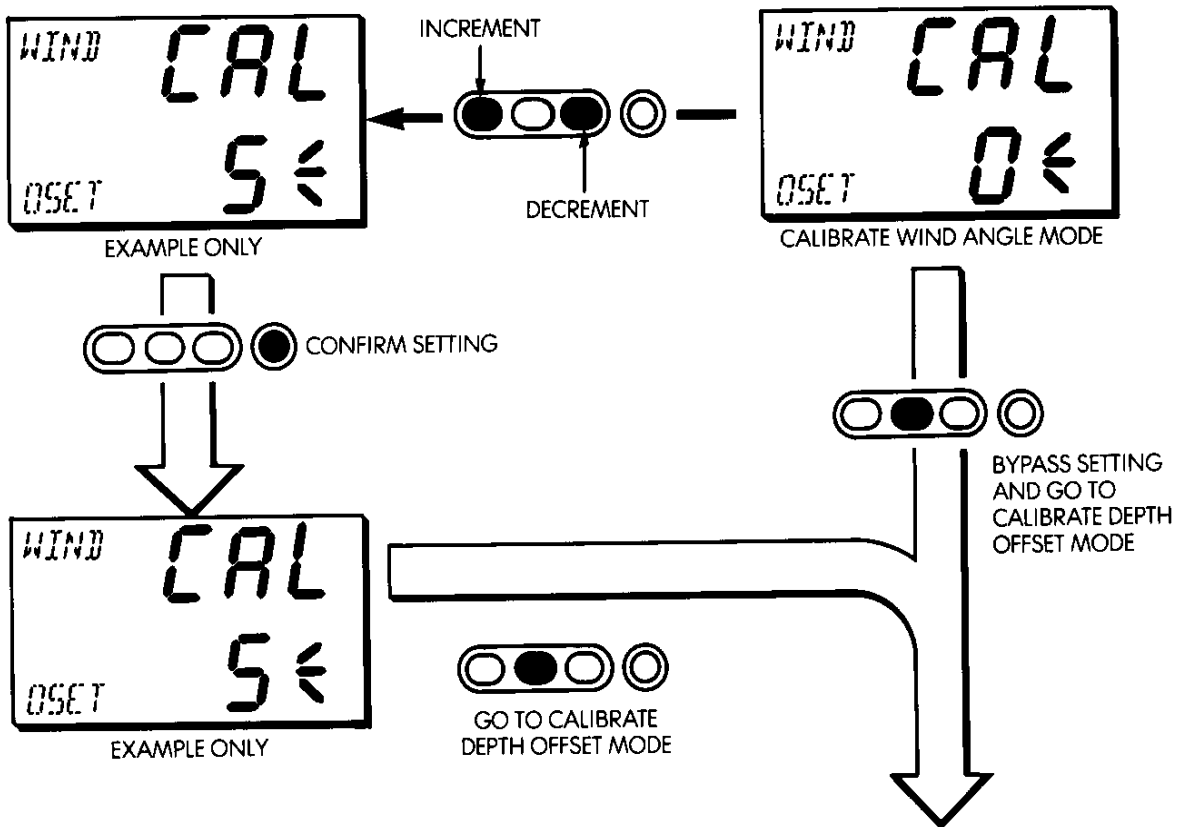 WIND CAL
5
OSET
EXAMPLE ONLY
INCREMENT
DECREMENT
WIND CAL
0
OSET
CALIBRATE WIND ANGLE MODE
CONFIRM SETTING
BYPASS SETTING
AND GO TO
CALIBRATE DEPTH
OFFSET MODE
WIND CAL
5
OSET
EXAMPLE ONLY
GO TO CALIBRATE
DEPTH OFFSET MODE